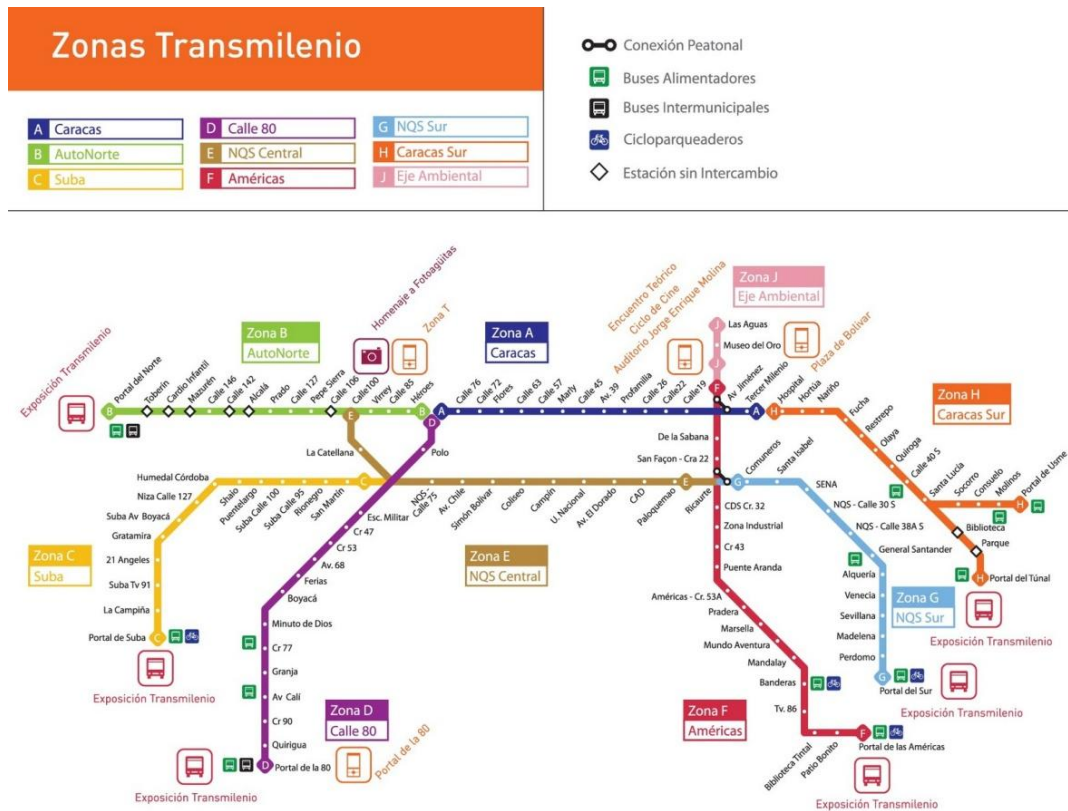 Zonas Transmilenio
A Caracas
B AutoNorte
C Suba
D Calle 80
E NQS Central
F Américas
G NQS Sur
H Caracas Sur
J Eje Ambiental
Conexión Peatonal
Buses Alimentadores
Buses Intermunicipales
Cicloparqueaderos
Estación sin Intercambio
Exposición Transmilenio
Zona B
AutoNorte
Homenaje a Fotoagüitas
Zona T
Zona A
Caracas
Encuentro Teórico
Ciclo de Cine
Auditorio Jorge Enrique Molina
Zona J
Eje Ambiental
J
Las Aguas
Museo del Oro
J
Plaza de Bolivar
B
Portal del Norte
Toberín
Cardio Infantil
Mazurén
Calle 146
Calle 142
Alcalá
Prado
Calle 127
Pepe Sierra
Calle 106
Calle100
Virrey
Calle 85
Héroes
B
A
Calle 76
Calle 72
Flores
Calle 63
Calle 57
Marly
Calle 45
Av. 39
Profamilia
Calle 26
Calle22
Calle19
F
Av Jiménez
Tercer Milenio
A
H
Hospital
Hortúa
Nariño
Fucha
Restrepo
Olaya
Quiroga
Calle 40 S
Santa Lucía
Socorro
Consuelo
Molinos
H
Portal de Usme
Zona H
Caracas Sur
Biblioteca
Parque
H
Portal del Túnal
Exposición Transmilenio
E
La Catellana
D
Polo
Esc. Militar
Cr 47
Cr 53
Av. 68
Ferias
Boyacá
Minuto de Dios
Cr 77
Granja
Av Calí
Cr 90
Quirigua
D
Portal de la 80
Exposición Transmilenio
Zona D
Calle 80
Portal de la 80
Humedal Córdoba
Niza Calle 127
Suba Av Boyacá
Gratamira
21 Angeles
Suba Tv 91
La Campiña
Portal de Suba
C
Exposición Transmilenio
Zona C
Suba
Shaio
Puentelargo
Suba Calle 100
Suba Calle 95
Rionegro
San Martín
C
NQS -
Calle 75
Av. Chile
Simón Bolívar
Coliseo
Campín
U. Nacional
Av. El Dorado
CAD
Paloquemao
E
Ricaurte
Zona E
NQS Central
De la Sabana
San Façon - Cra 22
CDS Cr. 32
Zona Industrial
Cr 43
Puente Aranda
Américas - Cr. 53A
Pradera
Marsella
Mundo Aventura
Mandalay
Banderas
Tv. 86
Biblioteca Tintal
Patio Bonito
F
Portal de las Américas
Exposición Transmilenio
Zona F
Américas
G
Comuneros
Santa Isabel
SENA
NQS - Calle 30 S
NQS - Calle 38A S
General Santander
Alquería
Venecia
Sevillana
Madelena
Perdomo
G
Portal del Sur
Zona G
NQS Sur
Exposición Transmilenio